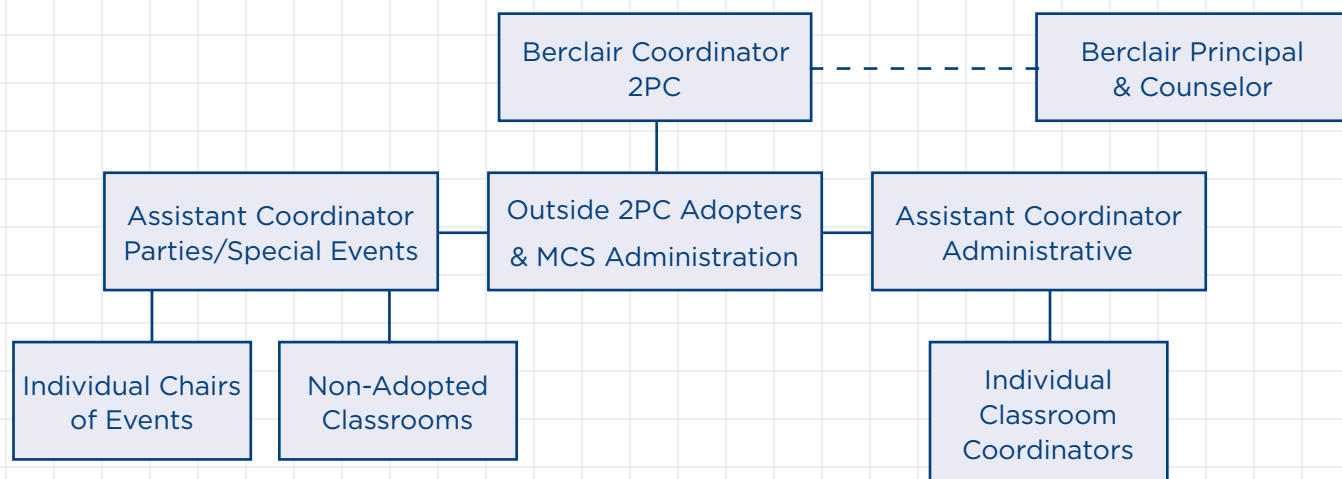 Berclair Coordinator
2PC
Berclair Principal
& Counselor
Assistant Coordinator
Parties/Special Events
Outside 2PC Adopters
& MCS Administration
Assistant Coordinator
Administrative
Individual Chairs
of Events
Non-Adopted
Classrooms
Individual
Classroom
Coordinators